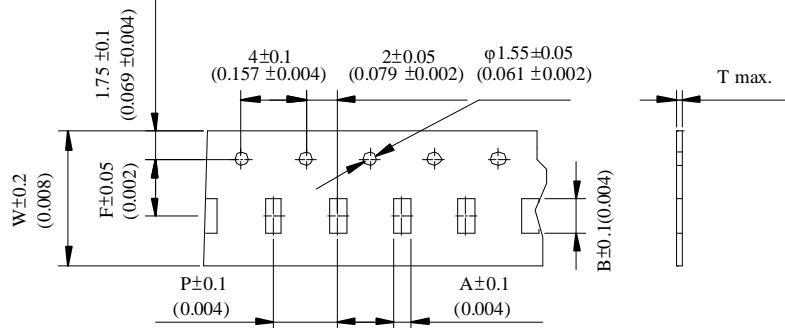 1.75 ±0.1
(0.069 ±0.004)
4±0.1
(0.157 ±0.004)
2±0.05
(0.079 ±0.002)
φ1.55±0.05
(0.061 ±0.002)
T max.
W±0.2
(0.008)
F±0.05
(0.002)
B±0.1(0.004)
P±0.1
(0.004)
A±0.1
(0.004)